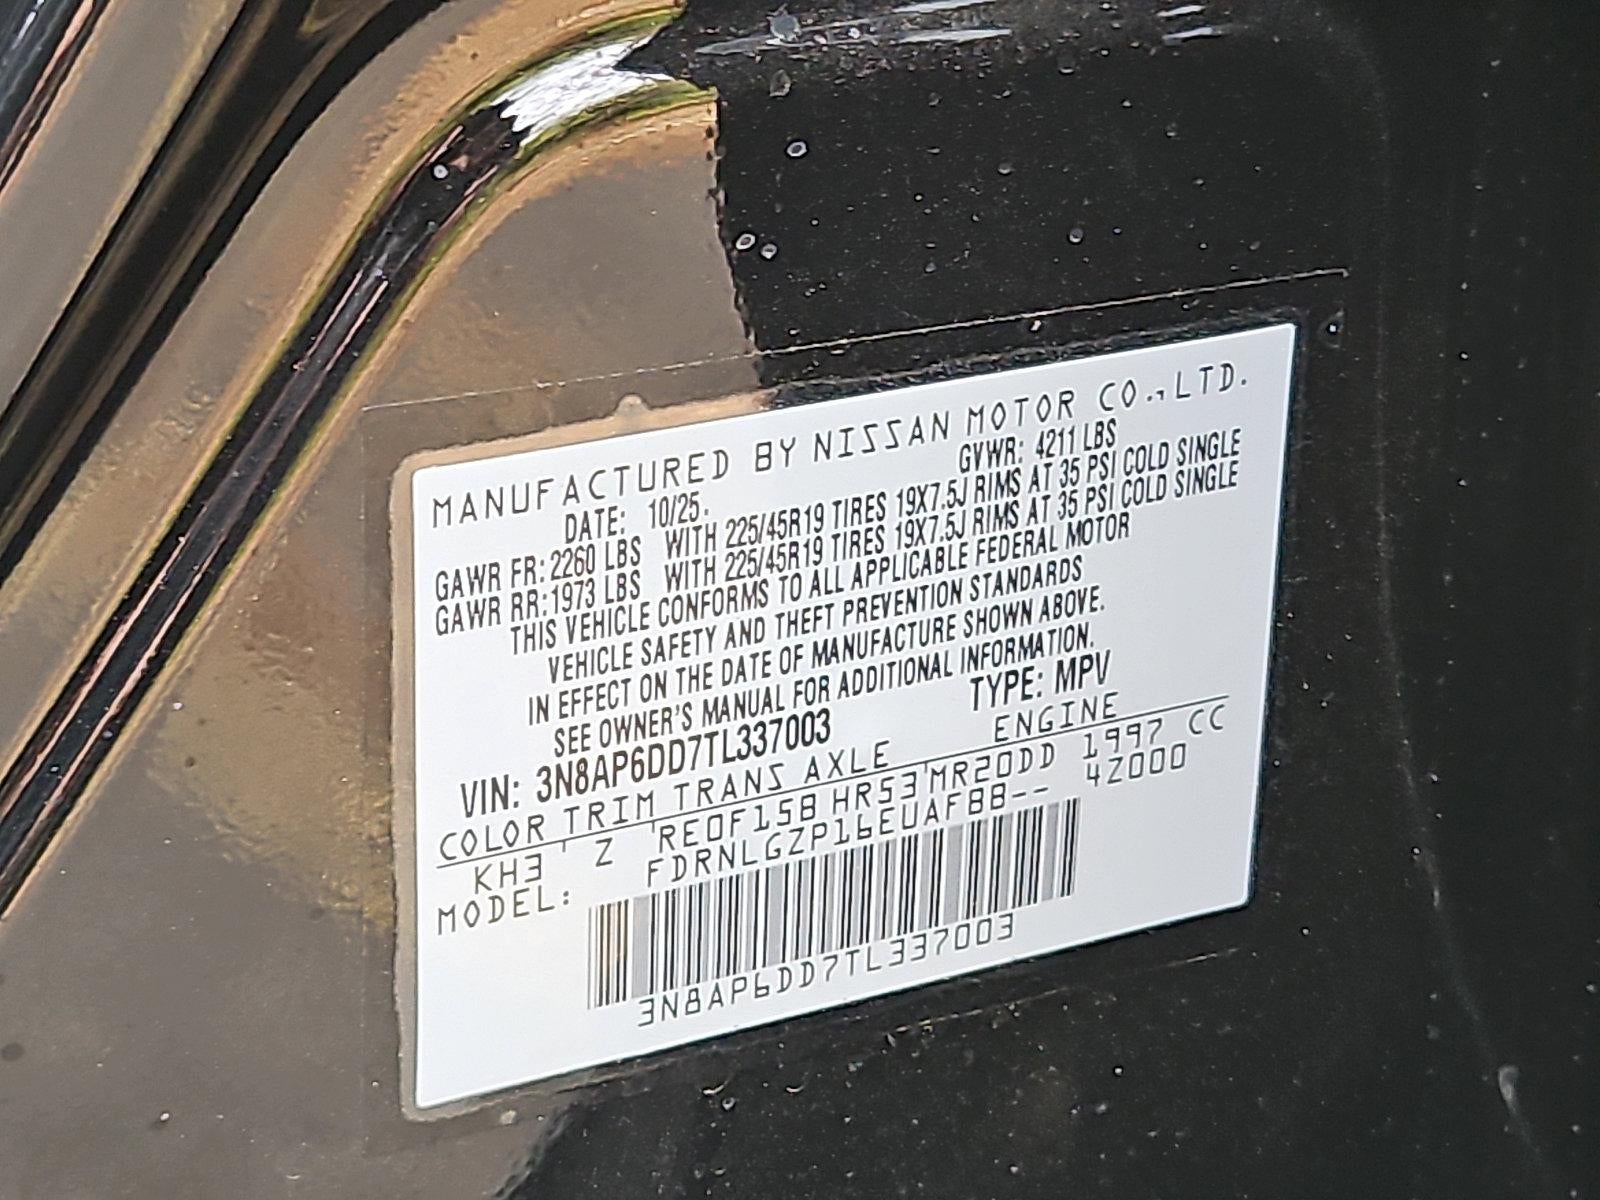 MANUFACTURED BY NISSAN MOTOR CO.,LTD.
DATE: 10/25. GVWR: 4211 LBS
GAWR FR: 2260 LBS WITH 225/45R19 TIRES 19X7.5J RIMS AT 35 PSI COLD SINGLE
GAWR RR: 1973 LBS WITH 225/45R19 TIRES 19X7.5J RIMS AT 35 PSI COLD SINGLE
THIS VEHICLE CONFORMS TO ALL APPLICABLE FEDERAL MOTOR
VEHICLE SAFETY AND THEFT PREVENTION STANDARDS
IN EFFECT ON THE DATE OF MANUFACTURE SHOWN ABOVE.
SEE OWNER'S MANUAL FOR ADDITIONAL INFORMATION.
VIN: 3N8AP6DD7TL337003 TYPE: MPV
COLOR TRIM TRANS AXLE ENGINE
KH3 Z RE0F15B HR53 MR20DD 1997 CC
MODEL: FDRNLGZP16EUAFBB-- 4Z000
3N8AP6DD7TL337003